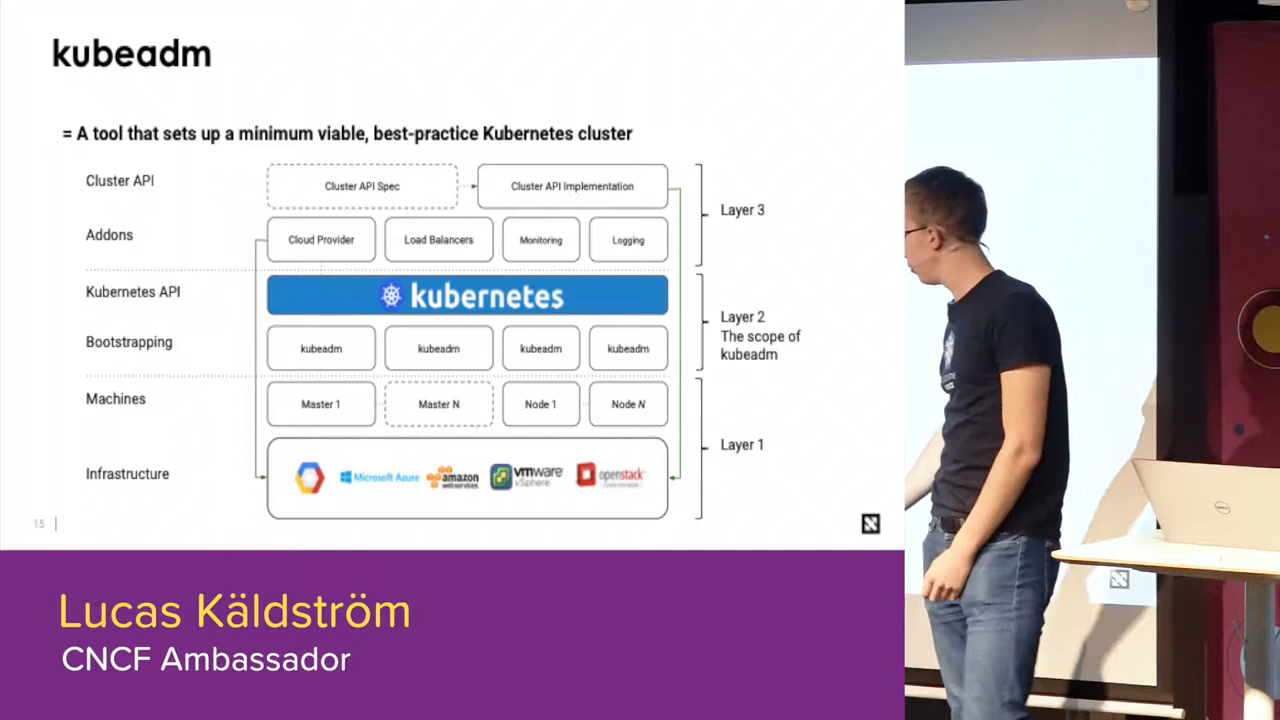 kubeadm
= A tool that sets up a minimum viable, best-practice Kubernetes cluster
Cluster API
Cluster API Spec
Cluster API Implementation
Layer 3
Addons
Cloud Provider
Load Balancers
Monitoring
Logging
Kubernetes API
kubernetes
Layer 2
The scope of
kubeadm
Bootstrapping
kubeadm
kubeadm
kubeadm
kubeadm
Machines
Master 1
Master N
Node 1
Node N
Layer 1
Infrastructure
Microsoft Azure
amazon
web services
vmware
vSphere
openstack
15
Lucas Käldström
CNCF Ambassador